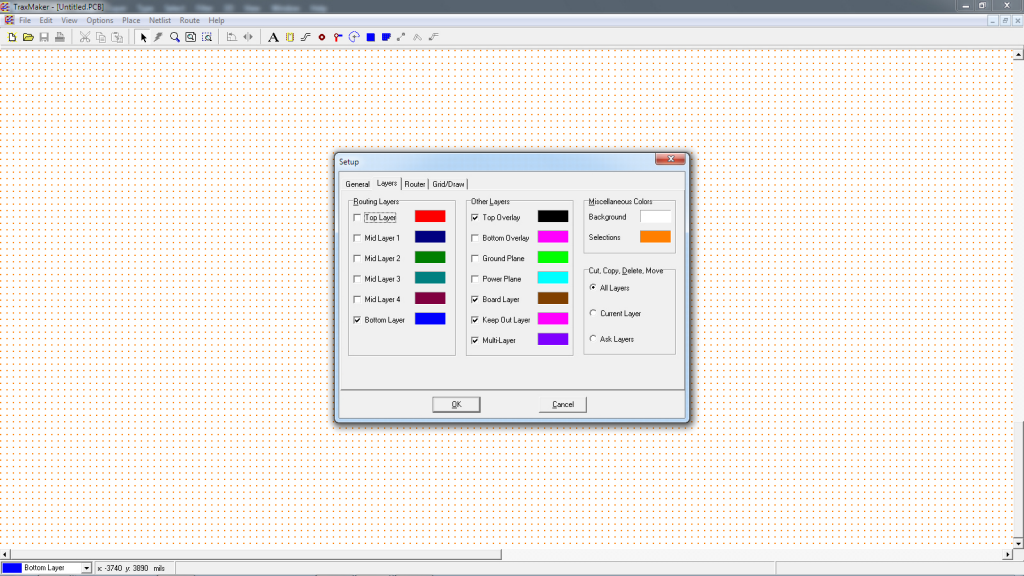 TraxMaker - [Untitled.PCB]
File Edit View Options Place Netlist Route Help
Setup
General Layers Router Grid/Draw
Routing Layers
Top Layer
Mid Layer 1
Mid Layer 2
Mid Layer 3
Mid Layer 4
Bottom Layer
Other Layers
Top Overlay
Bottom Overlay
Ground Plane
Power Plane
Board Layer
Keep Out Layer
Multi-Layer
Miscellaneous Colors
Background
Selections
Cut, Copy, Delete, Move
All Layers
Current Layer
Ask Layers
OK Cancel
Bottom Layer x: -3740 y: 3890 mils